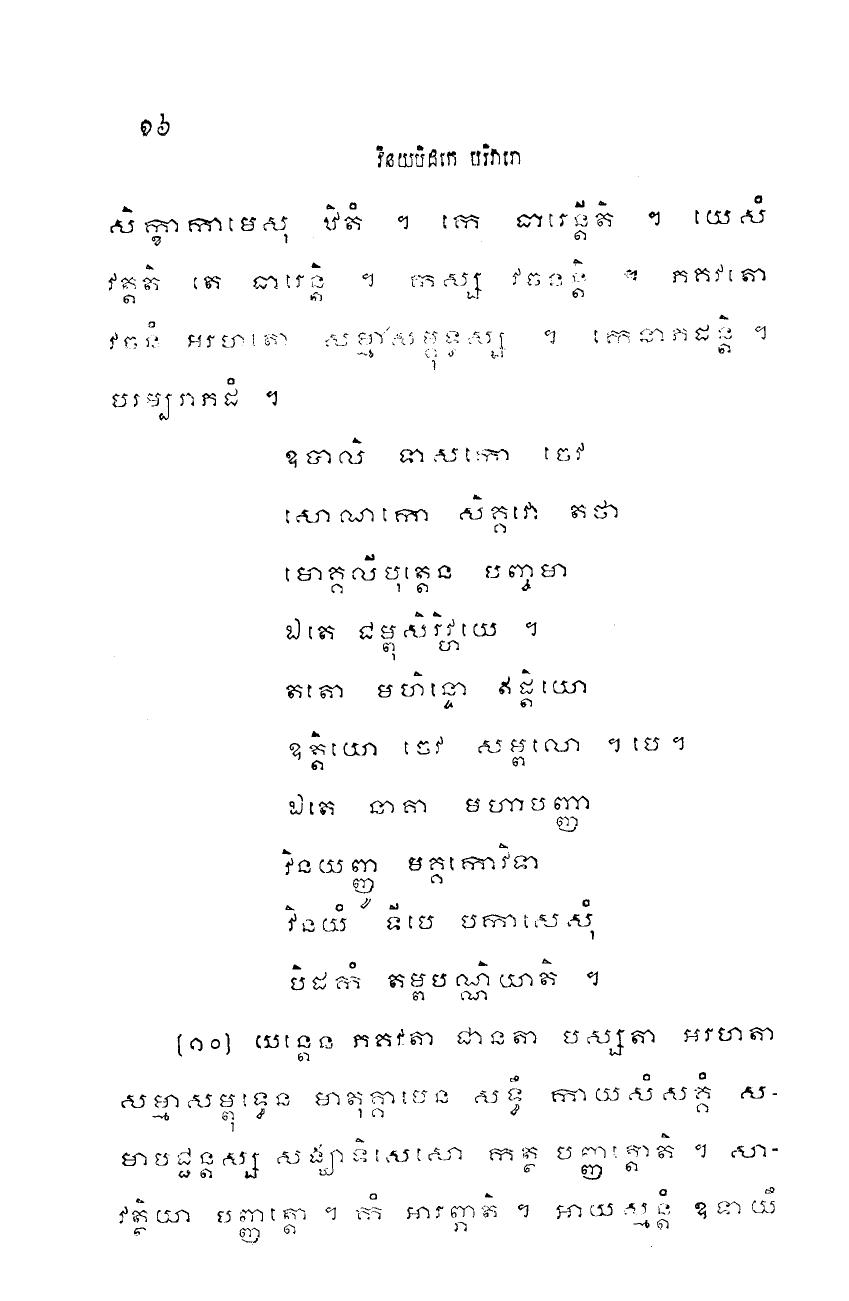 ១៦
វិនយបិដកេ បរិវារោ
សិក្ខាកាមេសុ ឋិតំ ។ កេ ធារេន្តីតិ ។ យេសំ
វត្តតិ តេ ធារេន្តិ ។ កស្ស វចនន្តិ ។ ភគវតោ
វចនំ អរហតោ សម្មាសម្ពុទ្ធស្ស ។ កេនាភដន្តិ ។
បរម្បរាភដំ ។
ឧបាលិ ទាសកោ ចេវ
សោណកោ សិគ្គវោ តថា
មោគ្គលីបុត្តេន បញ្ចមា
ឯតេ ជម្ពុសិរិវ្ហយេ ។
តតោ មហិន្ទោ ឥដ្តិយោ
ឧត្តិយោ ចេវ សម្ពលោ ។ បេ ។
ឯតេ នាគា មហាបញ្ញា
វិនយញ្ញូ មគ្គកោវិទា
វិនយំ ទីបេ បកាសេសុំ
បិដកំ តម្ពបណ្ណិយាតិ ។
(១០) យេន្តេន ភគវតា ជានតា បស្សតា អរហតា
សម្មាសម្ពុទ្ធេន មាតុគ្គាមេន សទ្ធឹ កាយសំសគ្គំ ស-
មាបជ្ជន្តស្ស សង្ឃាទិសេសោ កត្ថ បញ្ញត្តោតិ ។ សា-
វត្ថិយា បញ្ញត្តោ ។ កំ អារព្ភាតិ ។ អាយស្មន្តំ ឧទាយឹ